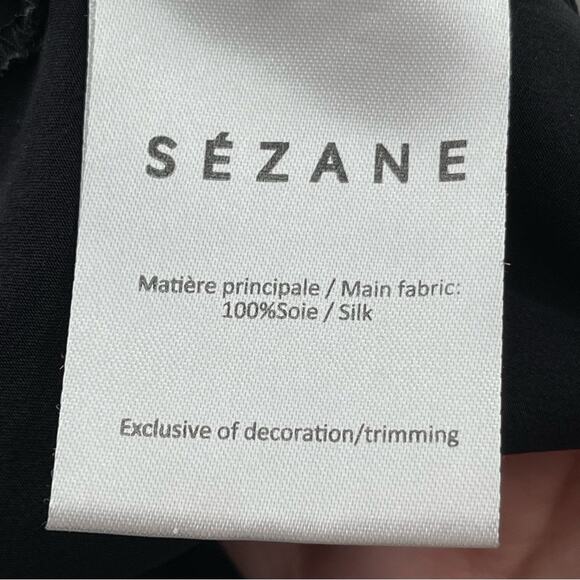 SÉZANE
Matière principale / Main fabric:
100%Soie / Silk
Exclusive of decoration/trimming